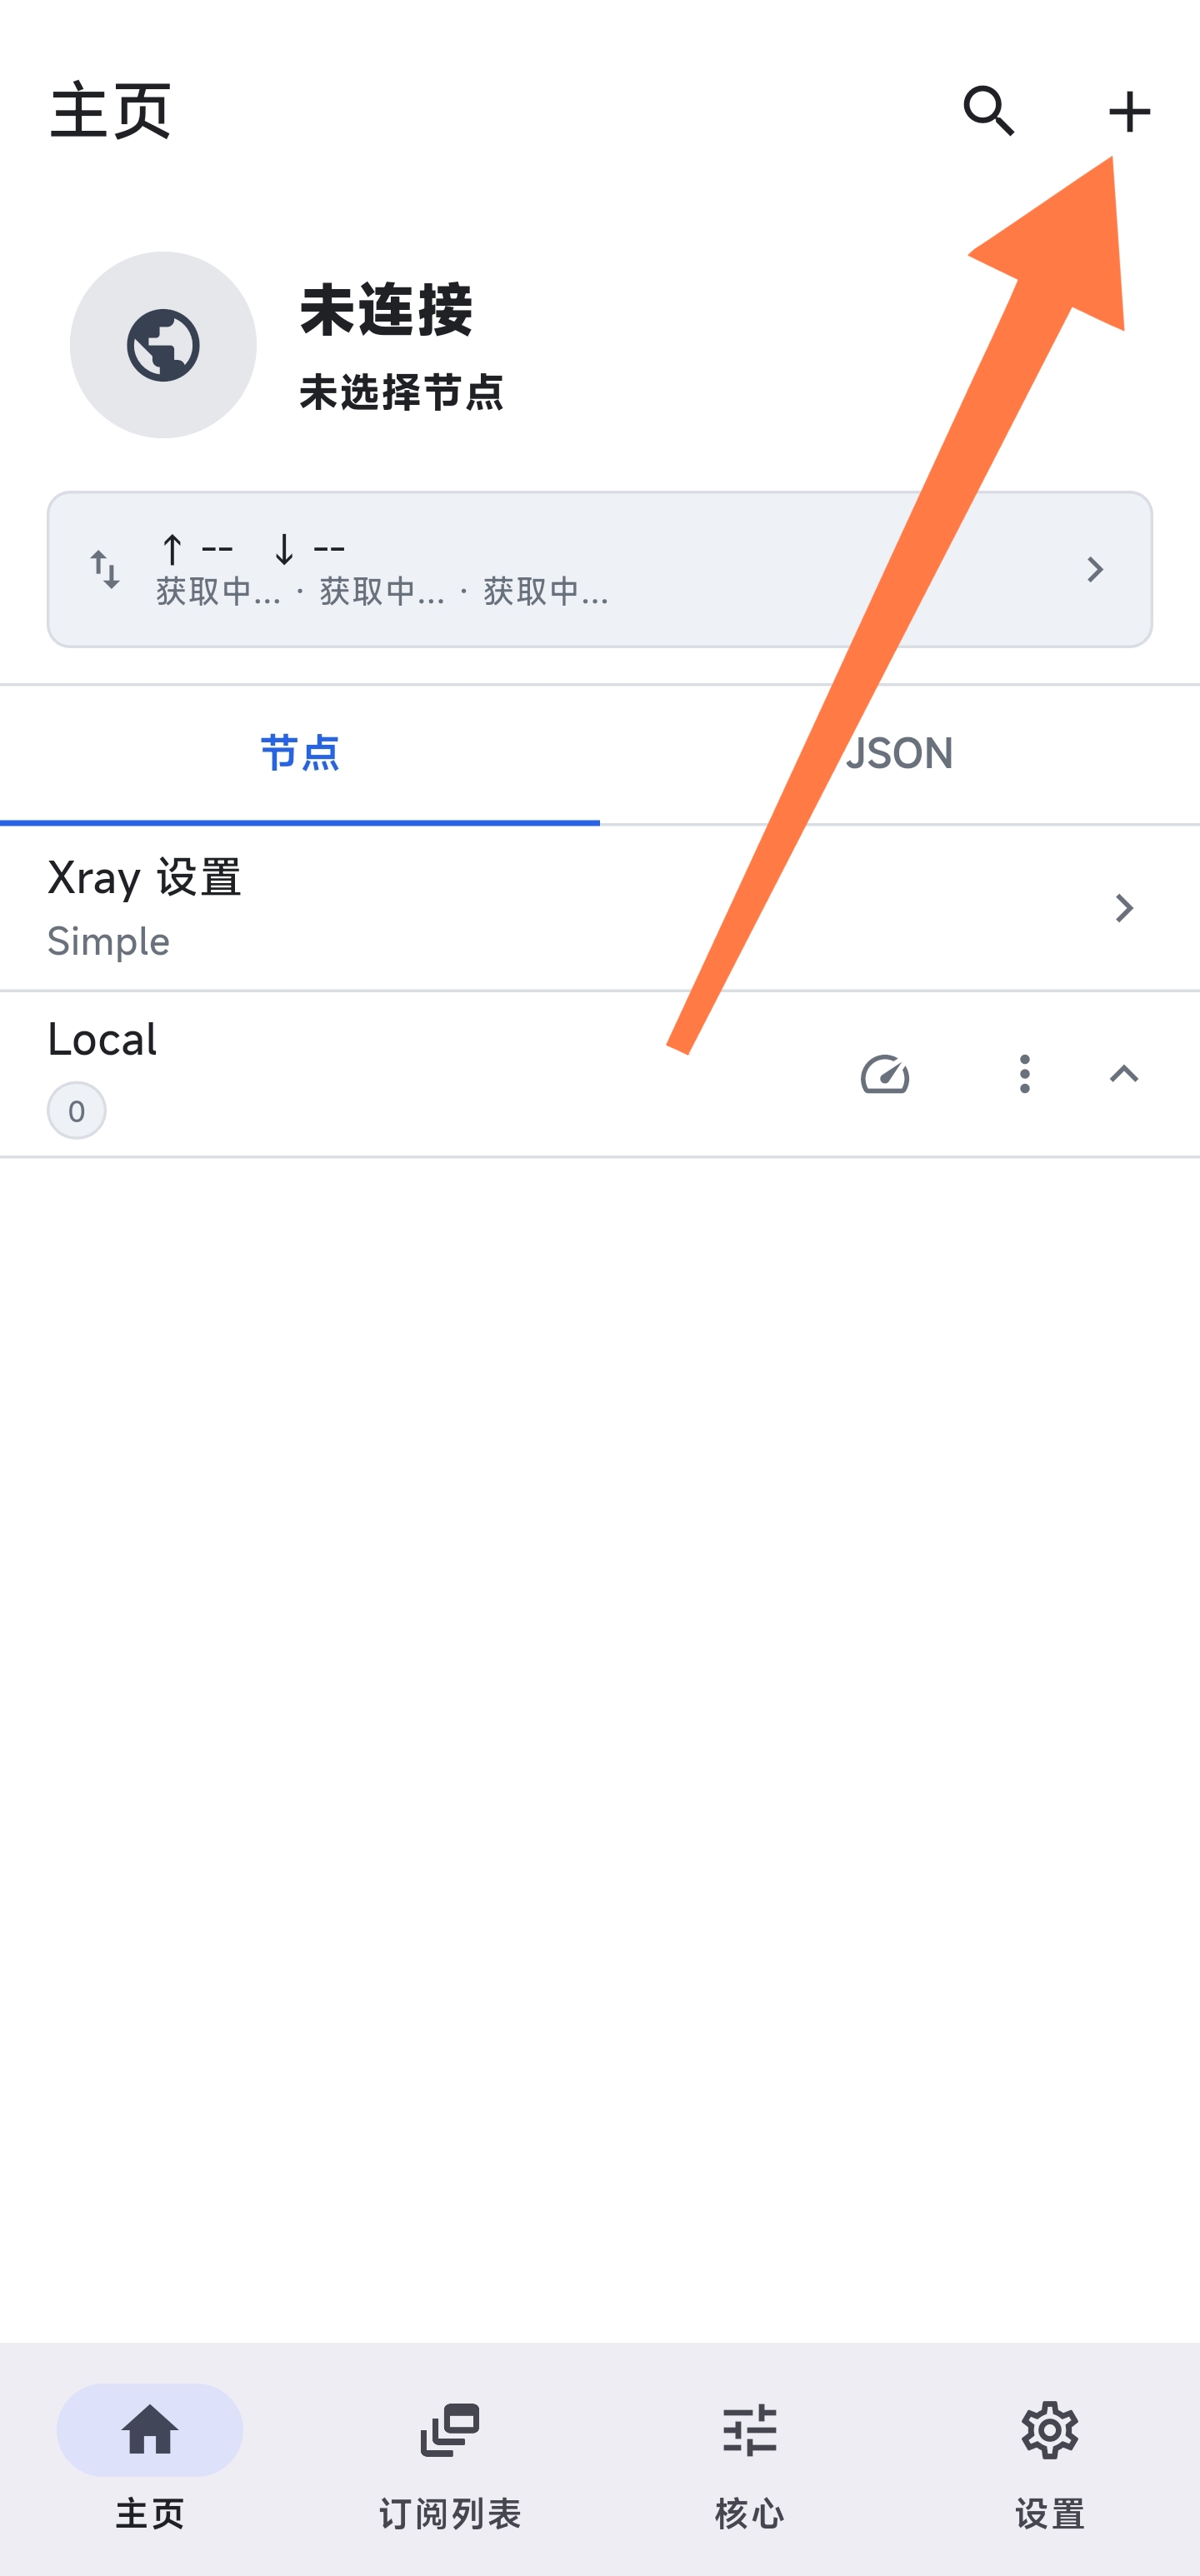 主页
未连接
未选择节点
↑ -- ↓ --
获取中... · 获取中... · 获取中...
节点
JSON
Xray 设置
Simple
Local
0
主页
订阅列表
核心
设置